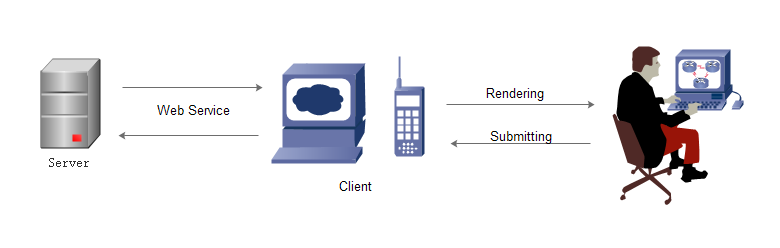 Web Service
Server
Client
Rendering
Submitting